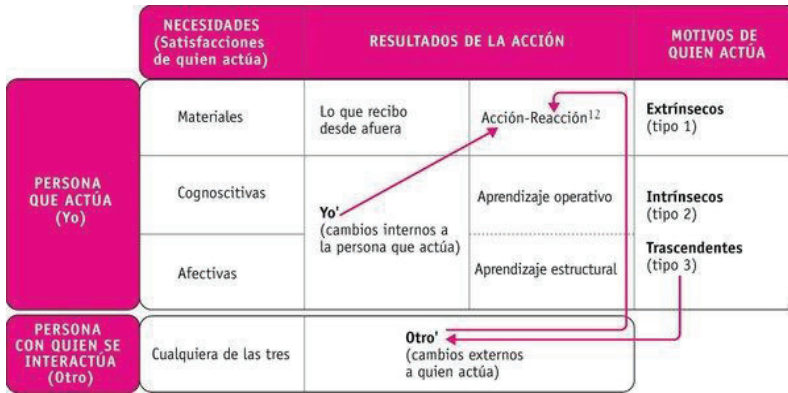 NECESIDADES
(Satisfacciones
de quien actúa)
RESULTADOS DE LA ACCIÓN
MOTIVOS DE
QUIEN ACTÚA
PERSONA
QUE ACTÚA
(Yo)
Materiales
Lo que recibo
desde afuera
Acción-Reacción¹²
Extrínsecos
(tipo 1)
Cognoscitivas
Yo'
(cambios internos a
la persona que actúa)
Aprendizaje operativo
Intrínsecos
(tipo 2)
Afectivas
Aprendizaje estructural
Trascendentes
(tipo 3)
PERSONA
CON QUIEN SE
INTERACTÚA
(Otro)
Cualquiera de las tres
Otro'
(cambios externos
a quien actúa)